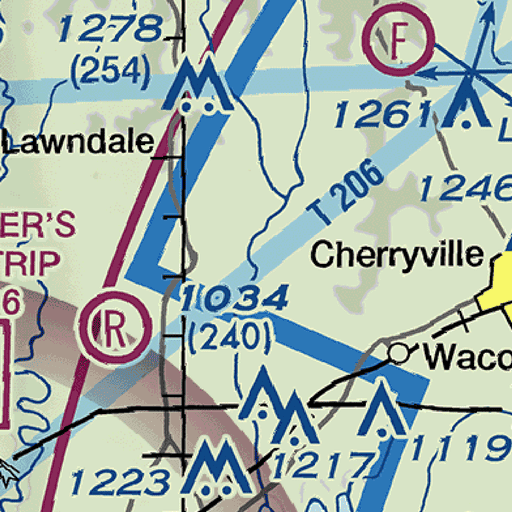 1278
(254)
F
Lawndale
1261
L
T 206
1246
ER'S
TRIP
6
Cherryville
1034
(240)
R
Waco
1119
1217
1223